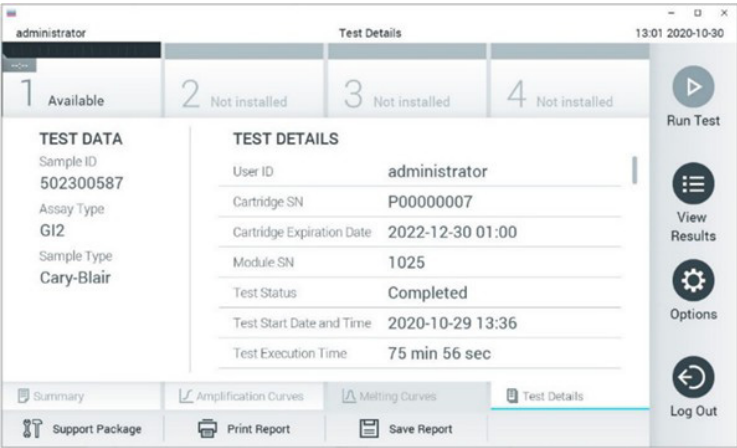 administrator Test Details 13:01 2020-10-30
--:--
1 Available 2 Not installed 3 Not installed 4 Not installed
Run Test
TEST DATA
Sample ID
502300587
Assay Type
GI2
Sample Type
Cary-Blair
TEST DETAILS
User ID administrator
Cartridge SN P00000007
Cartridge Expiration Date 2022-12-30 01:00
Module SN 1025
Test Status Completed
Test Start Date and Time 2020-10-29 13:36
Test Execution Time 75 min 56 sec
View
Results
Options
Log Out
Summary Amplification Curves Melting Curves Test Details
Support Package Print Report Save Report